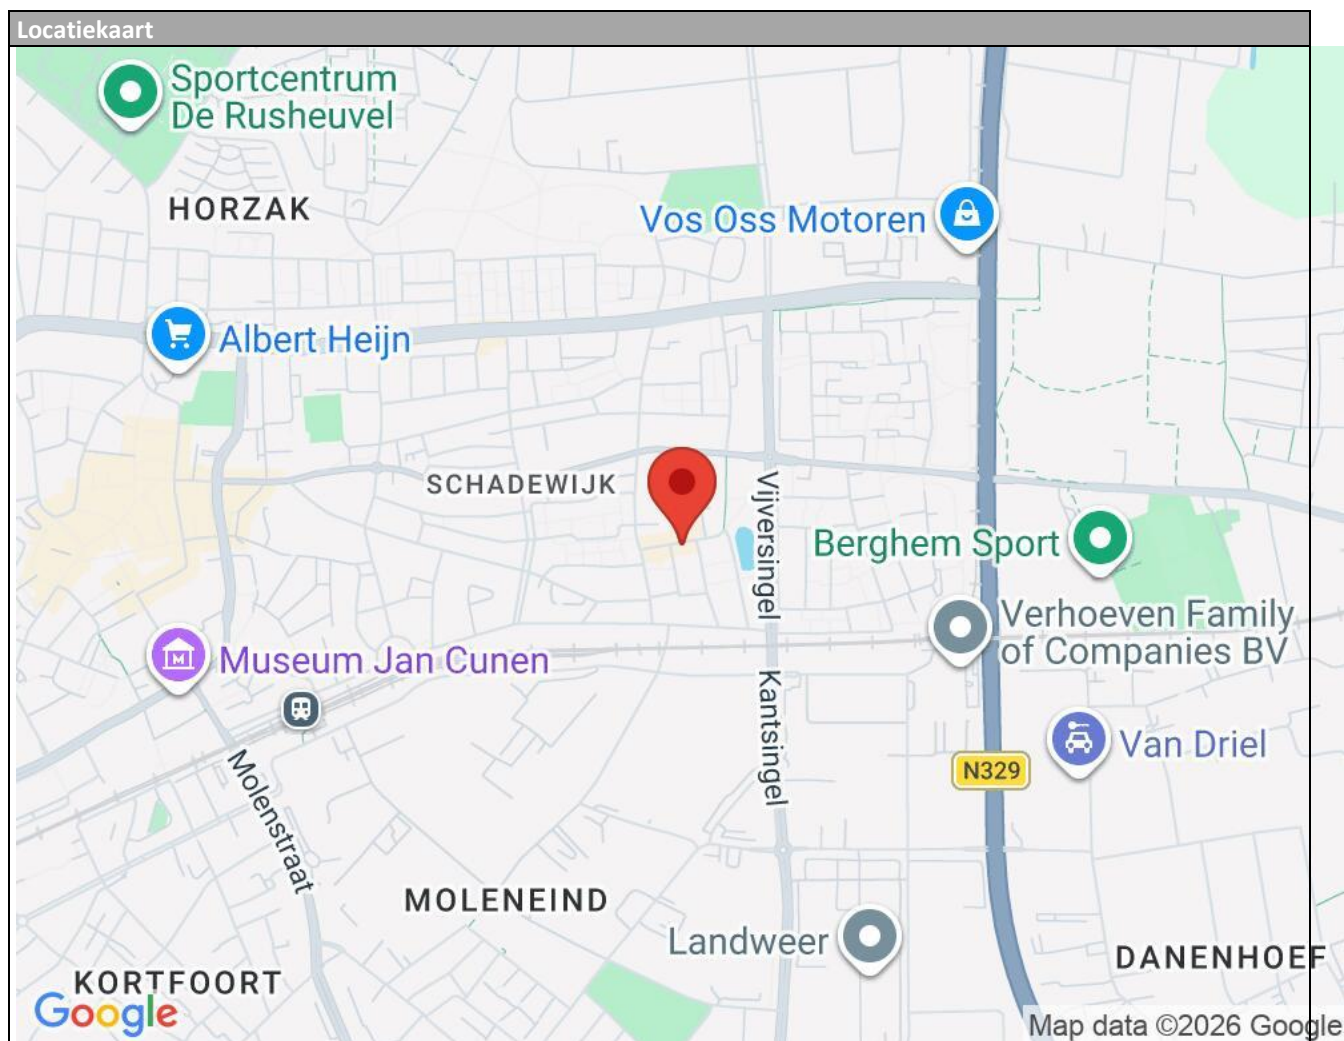 Locatiekaart
Sportcentrum
De Rusheuvel
HORZAK
Vos Oss Motoren
Albert Heijn
SCHADEWIJK
Vijversingel
Berghem Sport
Verhoeven Family
of Companies BV
Museum Jan Cunen
M
Kantsingel
Van Driel
N329
Molenstraat
MOLENEIND
Landweer
DANENHOEF
KORTFOORT
Google
Map data ©2026 Google